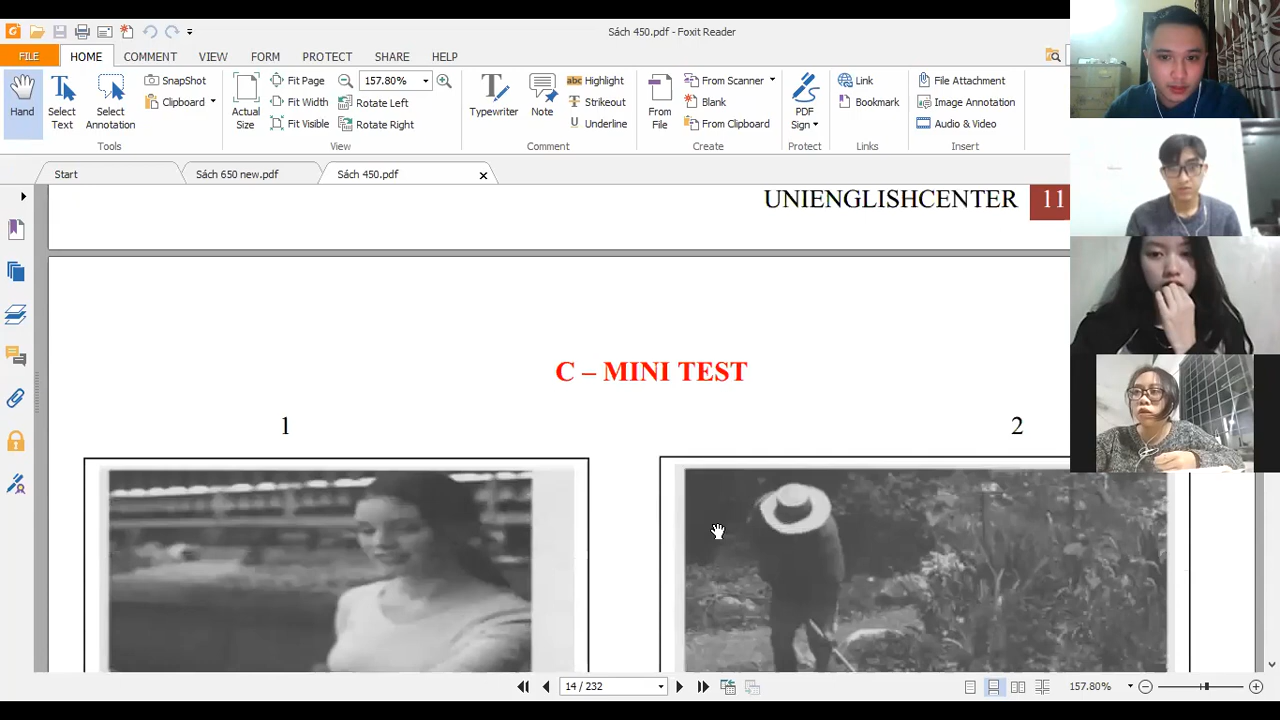 Sách 450.pdf - Foxit Reader
FILE HOME COMMENT VIEW FORM PROTECT SHARE HELP
Hand
Select Text
Select Annotation
SnapShot
Clipboard
Tools
Actual Size
Fit Page
Fit Width
Fit Visible
157.80%
Rotate Left
Rotate Right
View
Typewriter
Note
abc Highlight
Strikeout
Underline
Comment
From File
From Scanner
Blank
From Clipboard
Create
PDF Sign
Protect
Link
Bookmark
Links
File Attachment
Image Annotation
Audio & Video
Insert
Start Sách 650 new.pdf Sách 450.pdf
UNIENGLISHCENTER 11
C – MINI TEST
1 2
14 / 232 157.80%